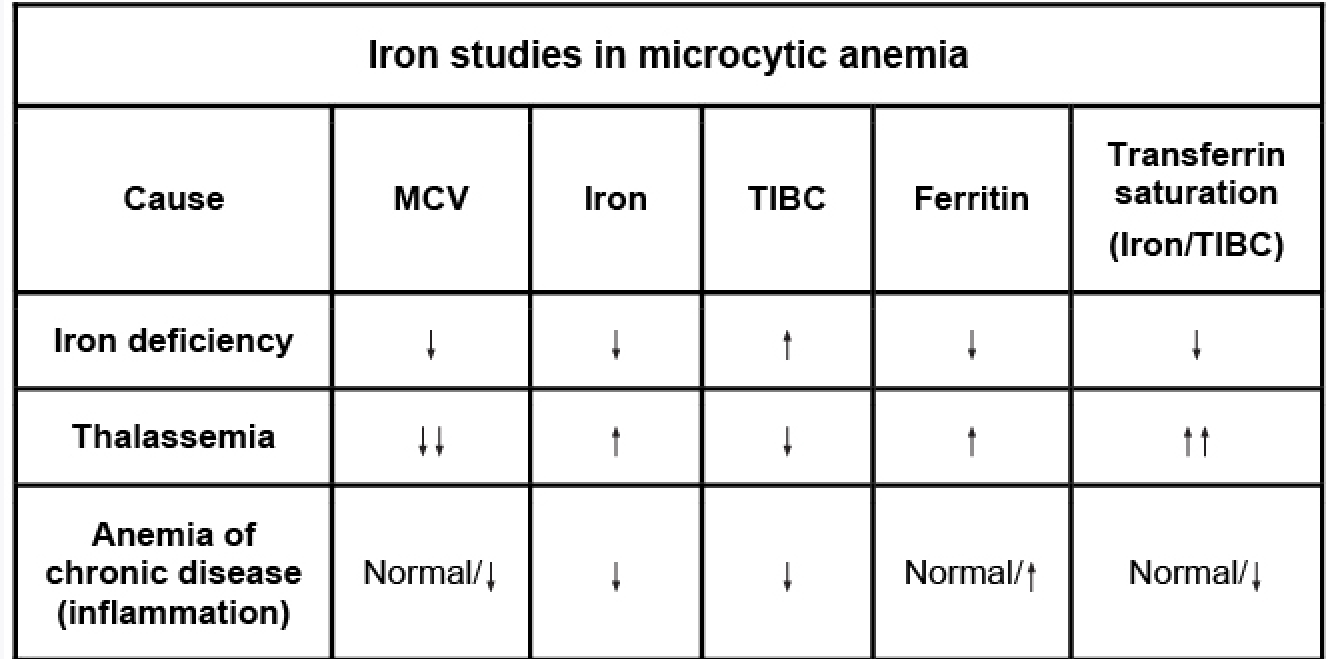 Iron studies in microcytic anemia
Cause MCV Iron TIBC Ferritin Transferrin
saturation
(Iron/TIBC)
Iron deficiency ↓ ↓ ↑ ↓ ↓
Thalassemia ↓↓ ↑ ↓ ↑ ↑↑
Anemia of
chronic disease Normal/↓ ↓ ↓ Normal/↑ Normal/↓
(inflammation)